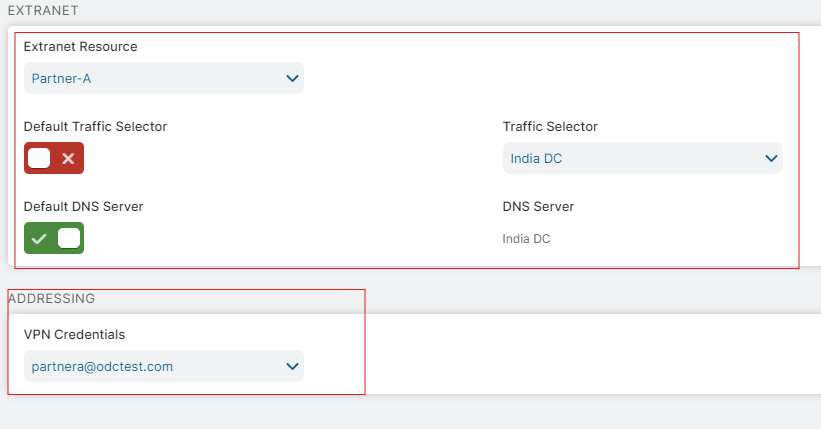 EXTRANET
Extranet Resource
Partner-A
Default Traffic Selector
Traffic Selector
India DC
Default DNS Server
DNS Server
India DC
ADDRESSING
VPN Credentials
partnera@odctest.com